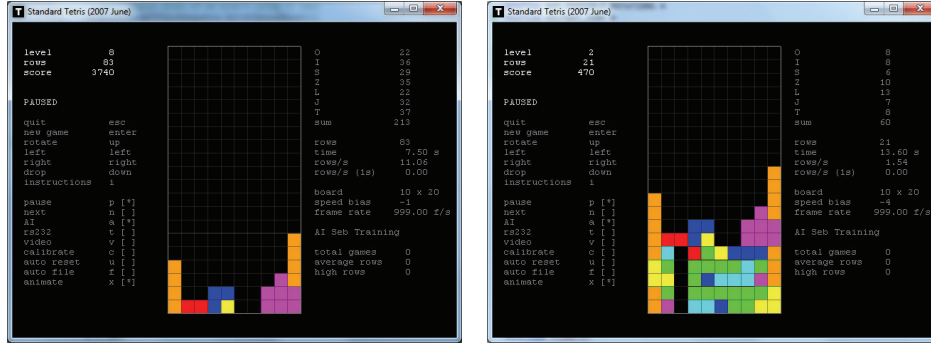 Standard Tetris (2007 June)
level 8
rows 83
score 3740
PAUSED
quit esc
new game enter
rotate up
left left
right right
drop down
instructions i
pause p [*]
next n [ ]
AI a [*]
rs232 t [ ]
video v [ ]
calibrate c [ ]
auto reset u [ ]
auto file f [ ]
animate x [*]
O 22
I 36
S 29
Z 35
L 22
J 32
T 37
sum 213
rows 83
time 7.50 s
rows/s 11.06
rows/s (1s) 0.00
board 10 x 20
speed bias -1
frame rate 999.00 f/s
AI Seb Training
total games 0
average rows 0
high rows 0
Standard Tetris (2007 June)
level 2
rows 21
score 470
PAUSED
quit esc
new game enter
rotate up
left left
right right
drop down
instructions i
pause p [*]
next n [ ]
AI a [*]
rs232 t [ ]
video v [ ]
calibrate c [ ]
auto reset u [ ]
auto file f [ ]
animate x [*]
O 8
I 8
S 6
Z 10
L 13
J 7
T 8
sum 60
rows 21
time 13.60 s
rows/s 1.54
rows/s (1s) 0.00
board 10 x 20
speed bias -4
frame rate 999.00 f/s
AI Seb Training
total games 0
average rows 0
high rows 0